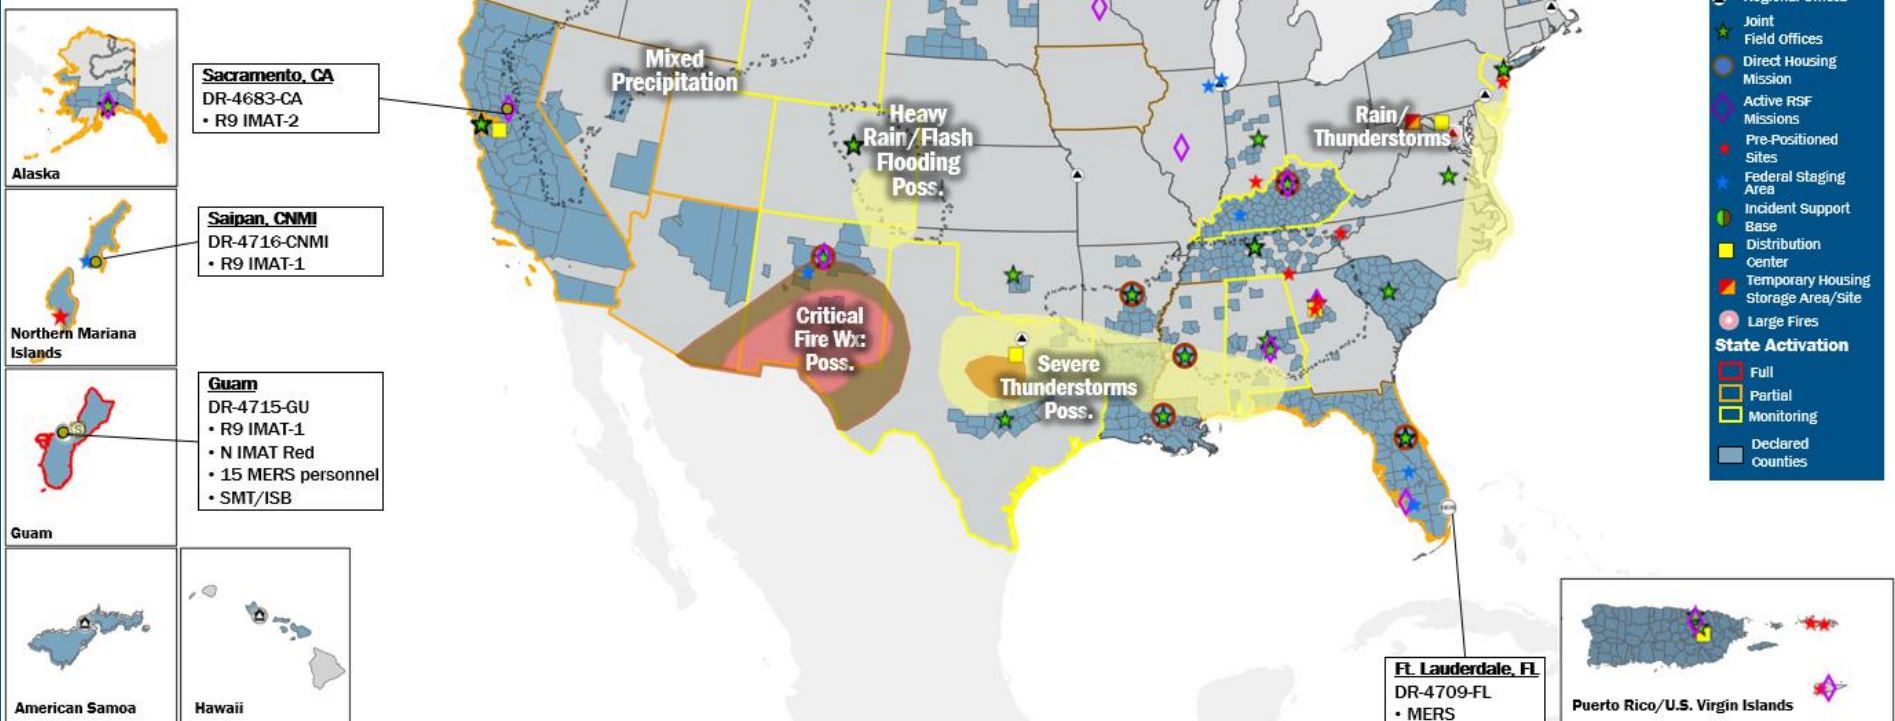 Alaska
Sacramento, CA
DR-4683-CA
• R9 IMAT-2
Saipan, CNMI
DR-4716-CNMI
• R9 IMAT-1
Northern Mariana
Islands
Guam
DR-4715-GU
• R9 IMAT-1
• N IMAT Red
• 15 MERS personnel
• SMT/ISB
Guam
American Samoa
Hawaii
Mixed
Precipitation
Heavy
Rain/Flash
Flooding
Poss.
Rain/
Thunderstorms
Critical
Fire Wx:
Poss.
Severe
Thunderstorms
Poss.
Ft. Lauderdale, FL
DR-4709-FL
• MERS
Puerto Rico/U.S. Virgin Islands
Regional Offices
Joint
Field Offices
Direct Housing
Mission
Active RSF
Missions
Pre-Positioned
Sites
Federal Staging
Area
Incident Support
Base
Distribution
Center
Temporary Housing
Storage Area/Site
Large Fires
State Activation
Full
Partial
Monitoring
Declared
Counties